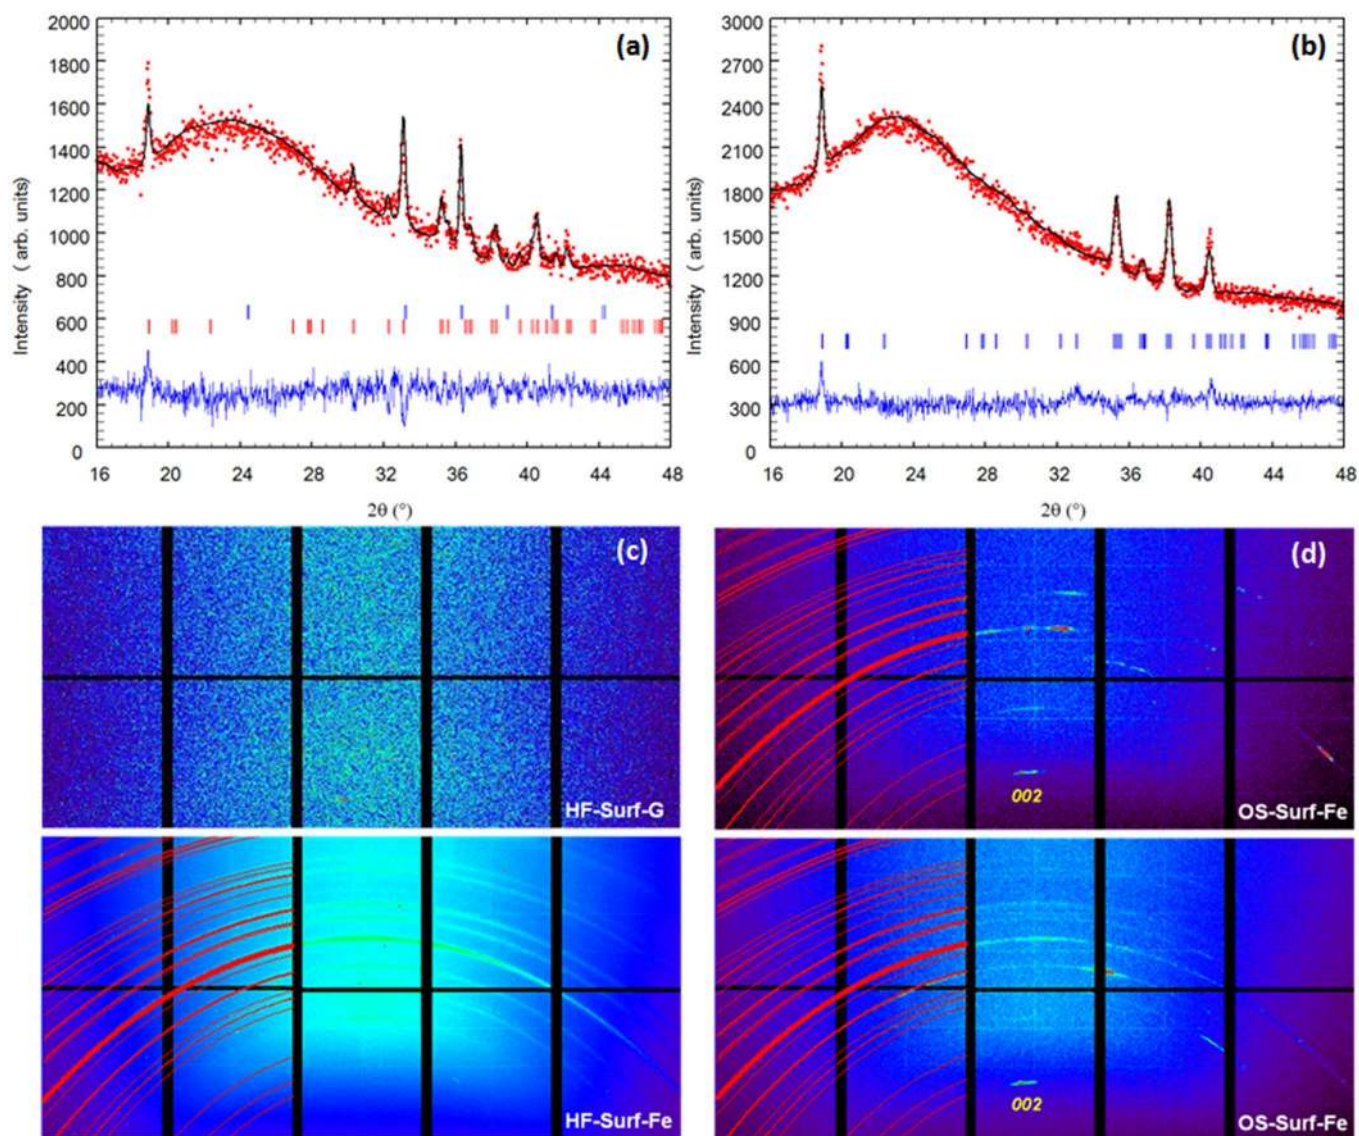 (a)
2000
1800
1600
1400
1200
1000
800
600
400
200
0
Intensity ( arb. units)
16 20 24 28 32 36 40 44 48
2θ (°)
(b)
3000
2700
2400
2100
1800
1500
1200
900
600
300
0
Intensity ( arb. units)
16 20 24 28 32 36 40 44 48
2θ (°)
(c)
HF-Surf-G
HF-Surf-Fe
(d)
002
OS-Surf-Fe
002
OS-Surf-Fe